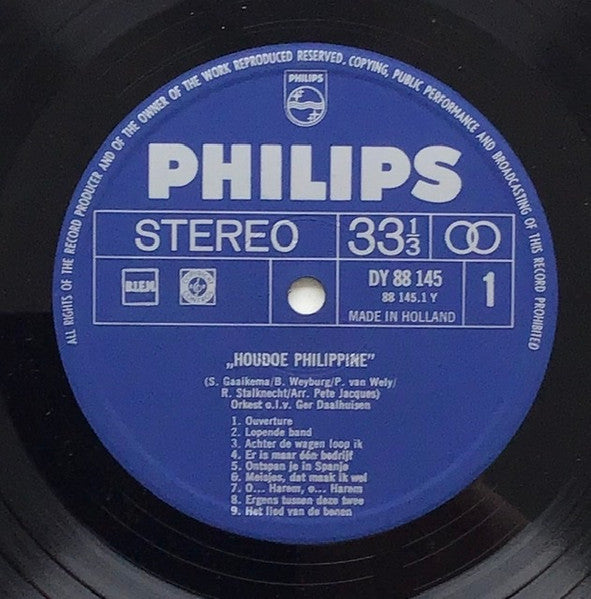 ALL RIGHTS OF THE RECORD PRODUCER AND OF THE OWNER OF THE WORK REPRODUCED RESERVED. COPYING, PUBLIC PERFORMANCE AND BROADCASTING OF THIS RECORD PROHIBITED
PHILIPS
PHILIPS
STEREO 33⅓
B.I.E.M. DY 88 145 1
88 145.1 Y
MADE IN HOLLAND
„HOUDOE PHILIPPINE”
(S. Gaaikema/B. Weyburg/P. van Wely/
R. Stalknecht/Arr. Pete Jacques)
Orkest o.l.v. Ger Daalhuisen
1. Ouverture
2. Lopende band
3. Achter de wagen loop ik
4. Er is maar één bedrijf
5. Ontspan je in Spanje
6. Meisjes, dat maak ik wel
7. O... Harem, o... Harem
8. Ergens tussen deze twee
9. Het lied van de benen